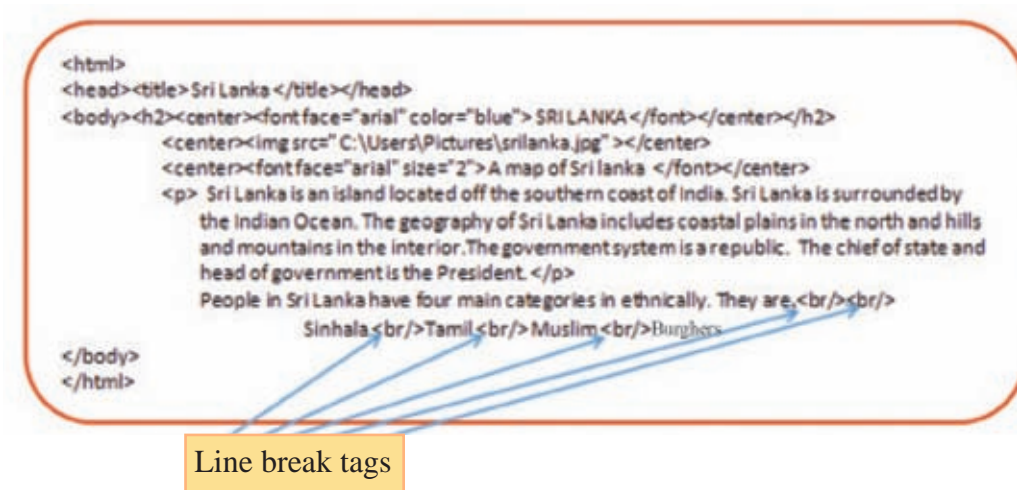 <html>
<head><title>Sri Lanka </title></head>
<body><h2><center><font face="arial" color="blue"> SRI LANKA </font></center></h2>
<center><img src=" C:\Users\Pictures\srilanka.jpg" ></center>
<center><font face="arial" size="2">A map of Sri lanka </font></center>
<p> Sri Lanka is an island located off the southern coast of India. Sri Lanka is surrounded by
the Indian Ocean. The geography of Sri Lanka includes coastal plains in the north and hills
and mountains in the interior.The government system is a republic. The chief of state and
head of government is the President. </p>
People in Sri Lanka have four main categories in ethnically. They are,<br/><br/>
Sinhala<br/>Tamil<br/>Muslim<br/>Burghers
</body>
</html>
Line break tags